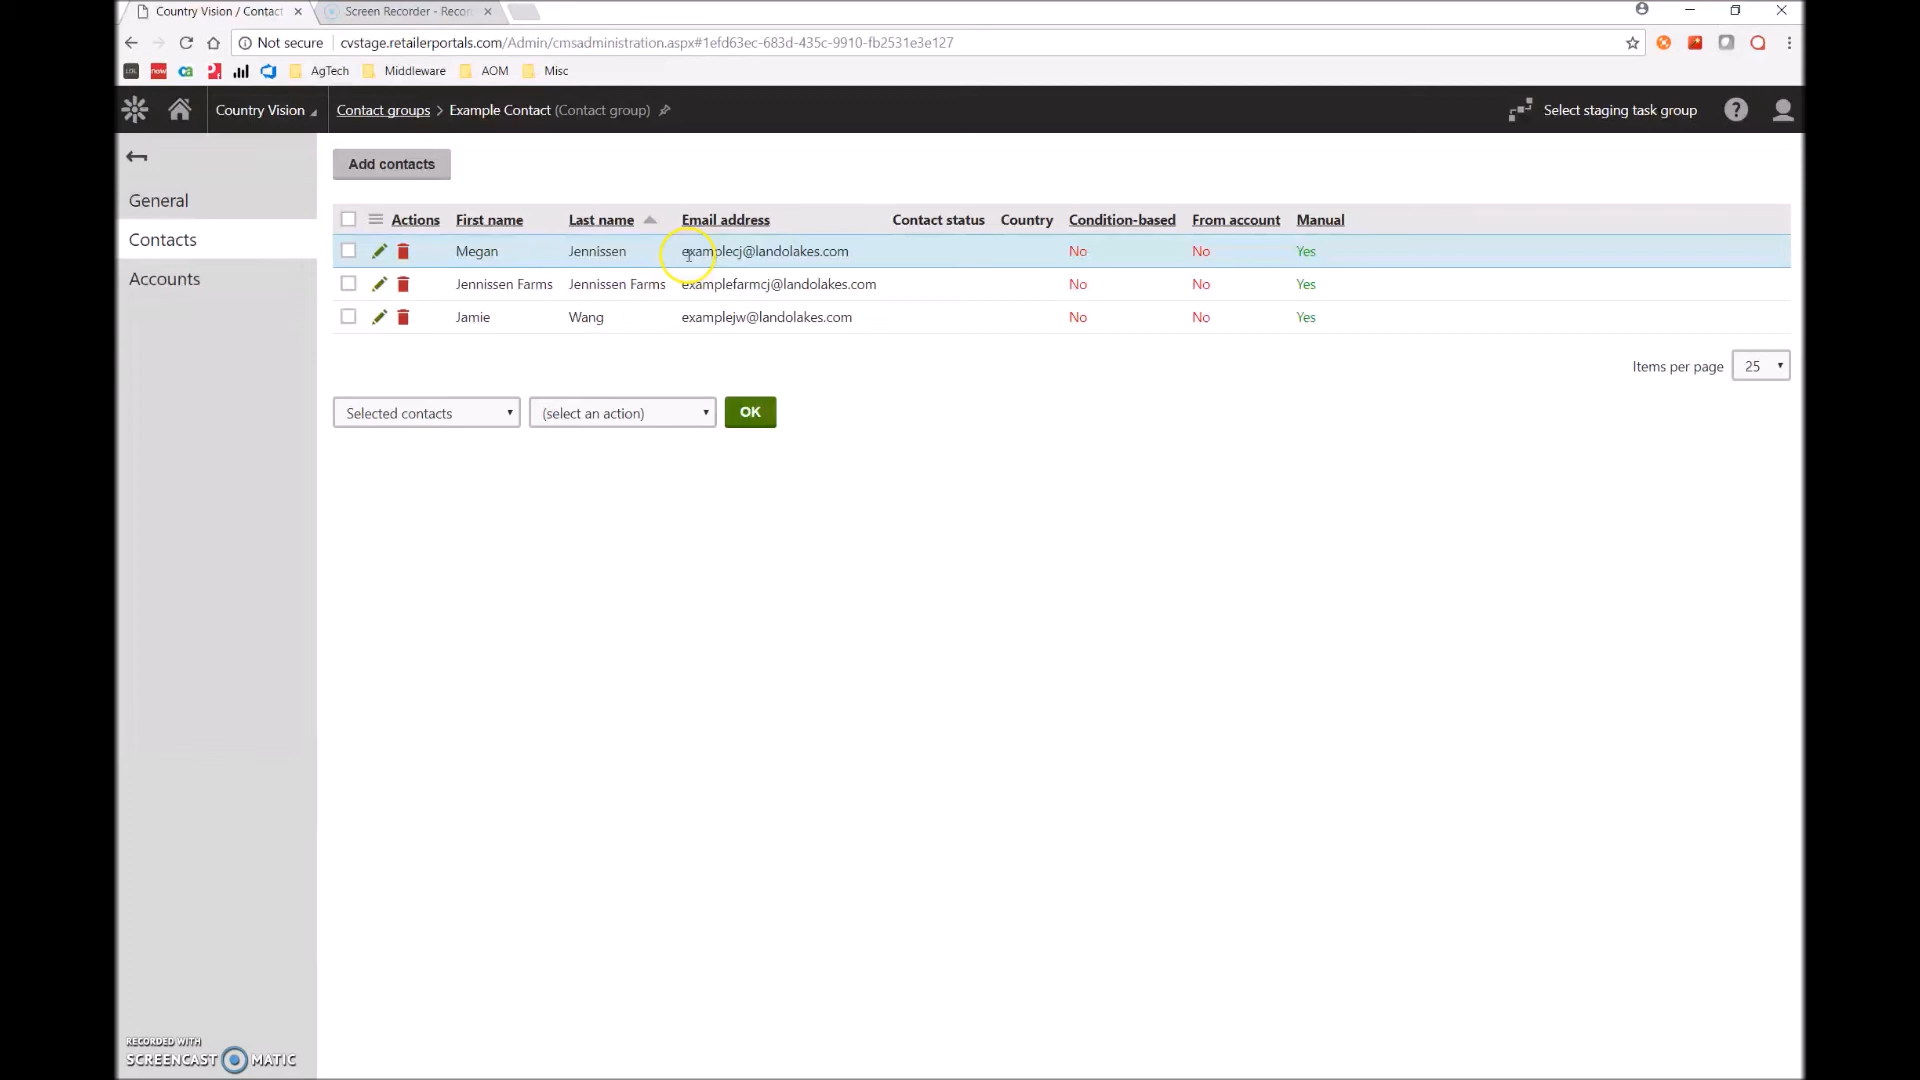 Country Vision / Contact
Screen Recorder - Recor
Not secure
cvstage.retailerportals.com/Admin/cmsadministration.aspx#1efd63ec-683d-435c-9910-fb2531e3e127
LOL
now
AgTech
Middleware
AOM
Misc
Country Vision
Contact groups > Example Contact (Contact group)
Select staging task group
General
Contacts
Accounts
Add contacts
Actions First name Last name Email address Contact status Country Condition-based From account Manual
Megan Jennissen examplecj@landolakes.com No No Yes
Jennissen Farms Jennissen Farms examplefarmcj@landolakes.com No No Yes
Jamie Wang examplejw@landolakes.com No No Yes
Items per page 25
Selected contacts (select an action) OK
RECORDED WITH
SCREENCAST MATIC